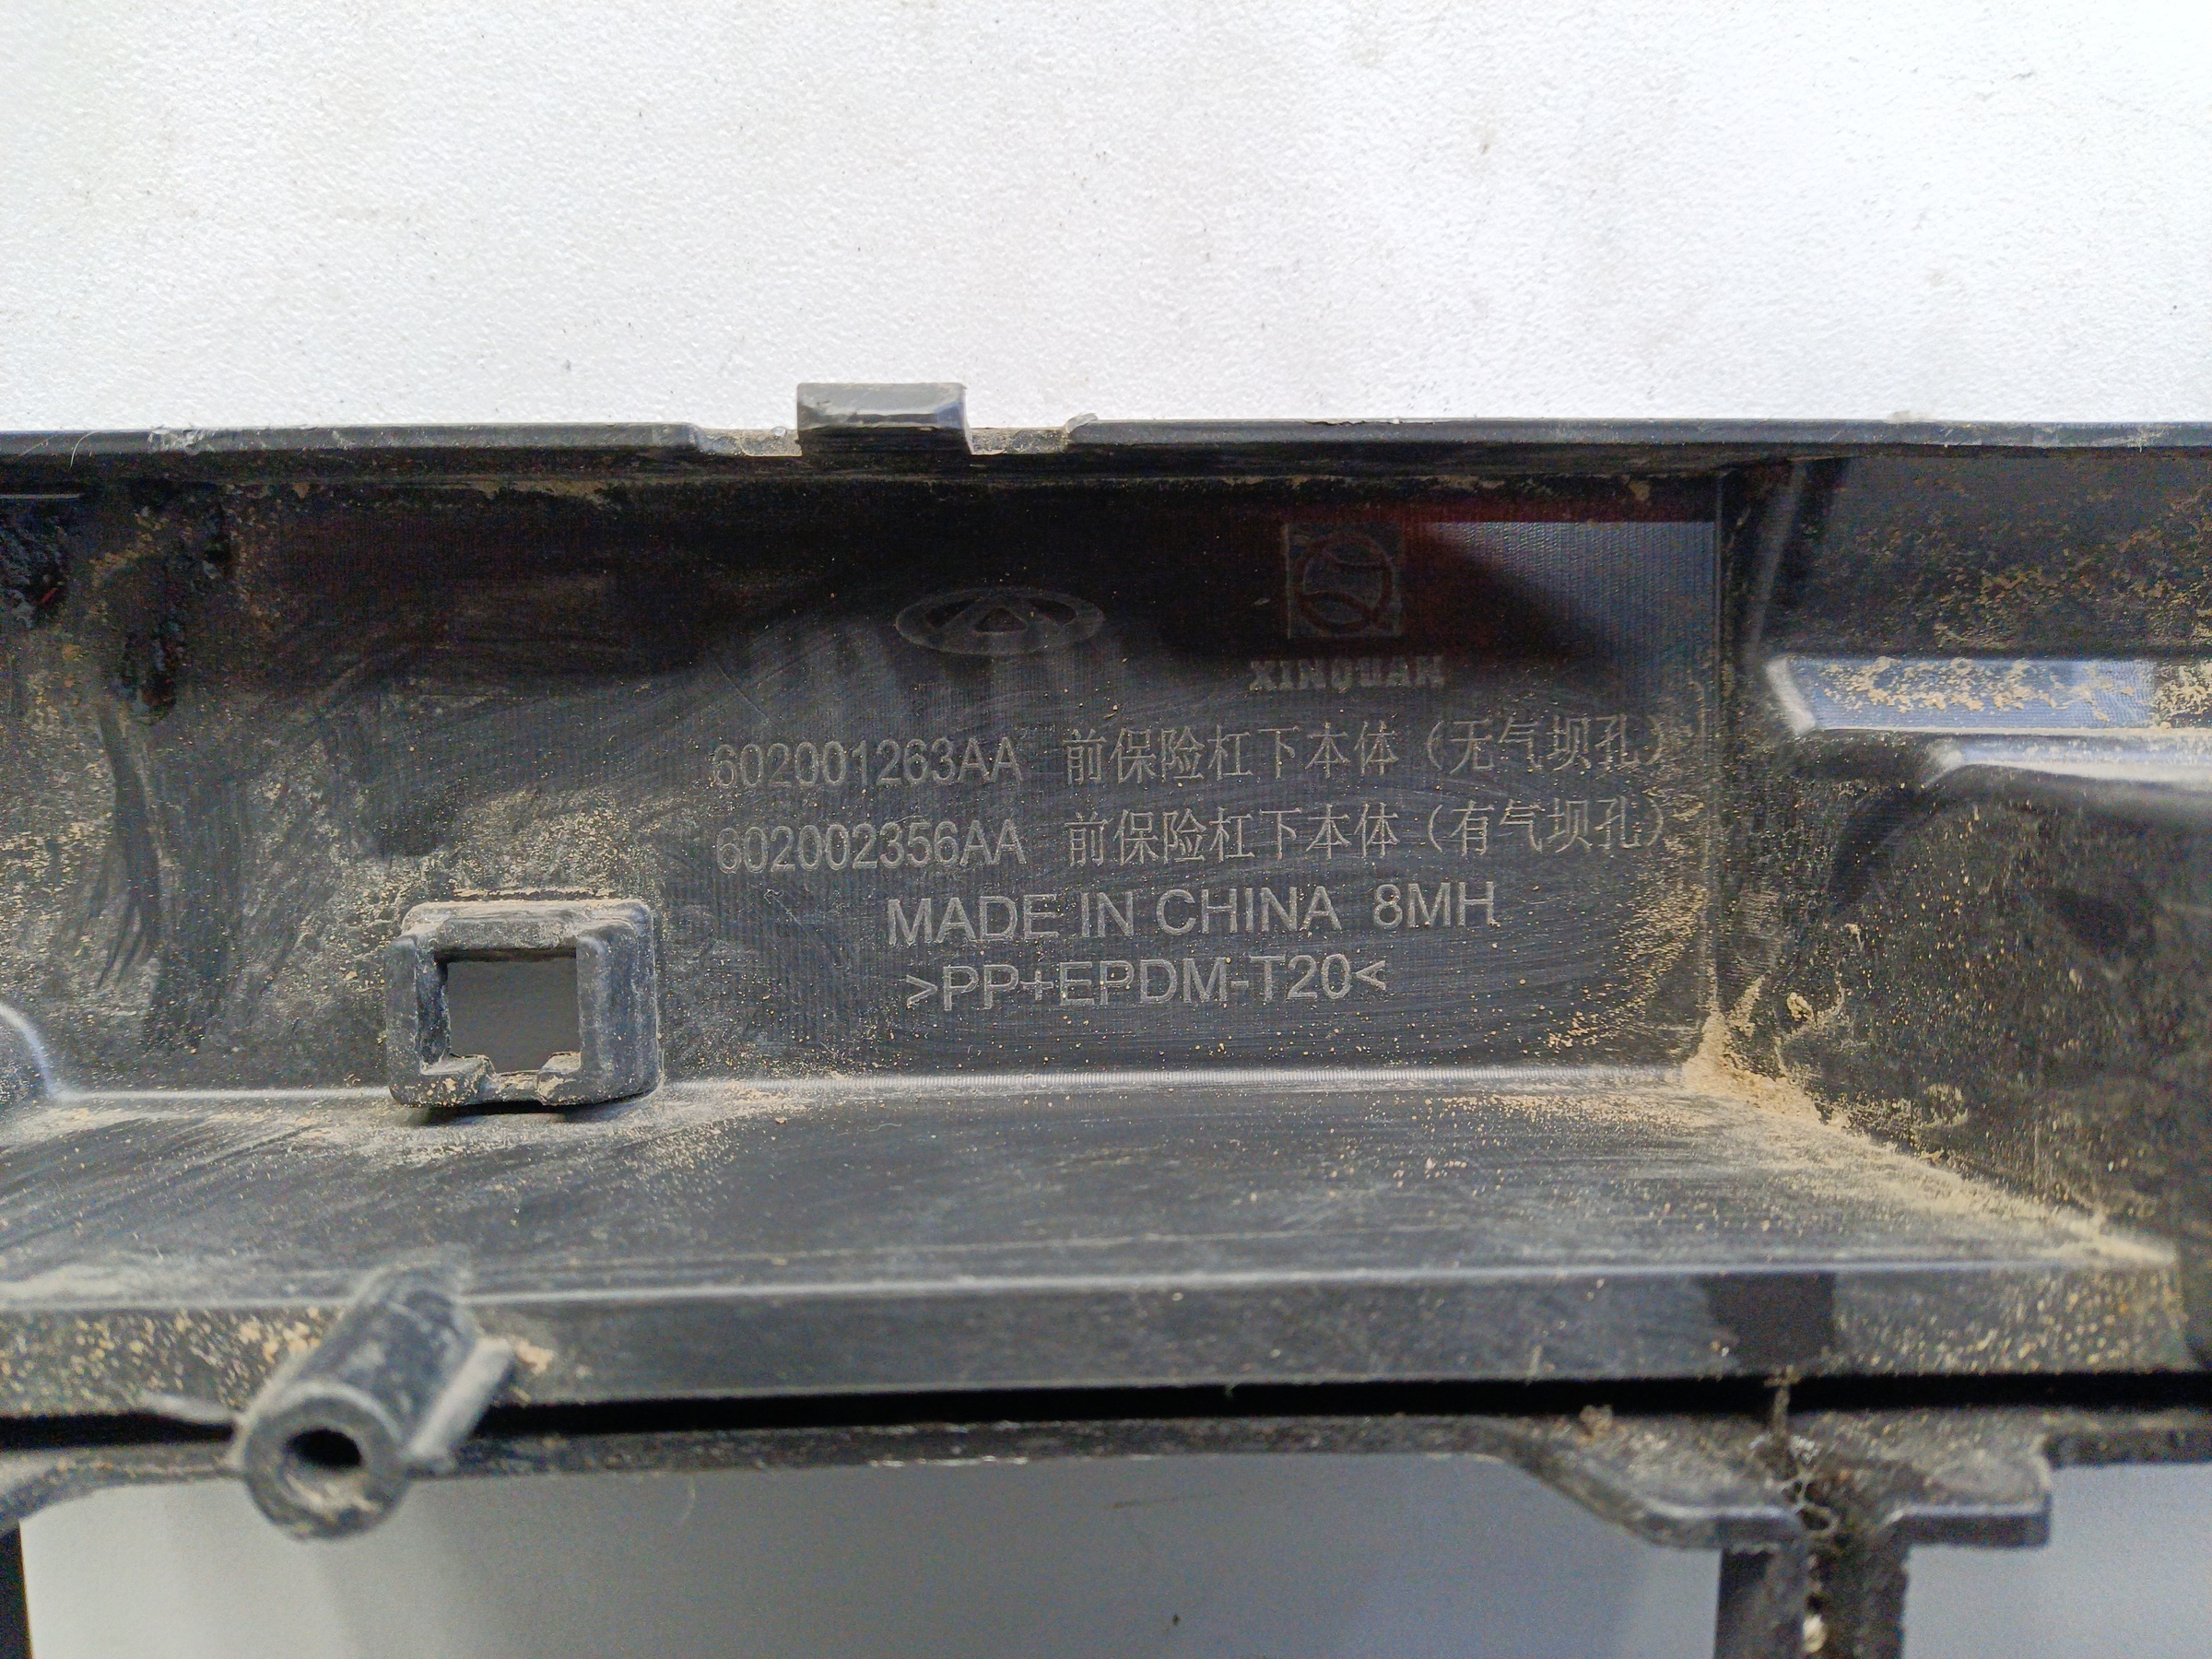 XINQUAN
602001263AA 前保险杠下本体（无气坝孔）
602002356AA 前保险杠下本体（有气坝孔）
MADE IN CHINA 8MH
>PP+EPDM-T20<